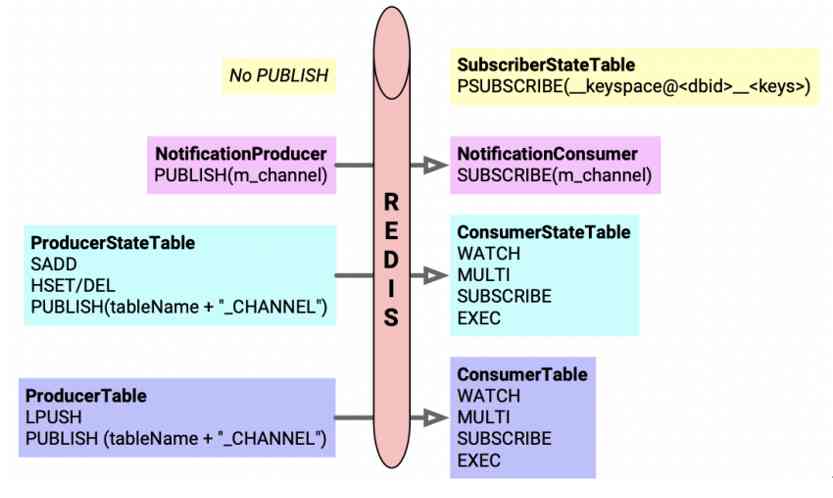 No PUBLISH
SubscriberStateTable
PSUBSCRIBE(__keyspace@<dbid>__<keys>)
NotificationProducer
PUBLISH(m_channel)
NotificationConsumer
SUBSCRIBE(m_channel)
ProducerStateTable
SADD
HSET/DEL
PUBLISH(tableName + "_CHANNEL")
R
E
D
I
S
ConsumerStateTable
WATCH
MULTI
SUBSCRIBE
EXEC
ProducerTable
LPUSH
PUBLISH (tableName + "_CHANNEL")
ConsumerTable
WATCH
MULTI
SUBSCRIBE
EXEC